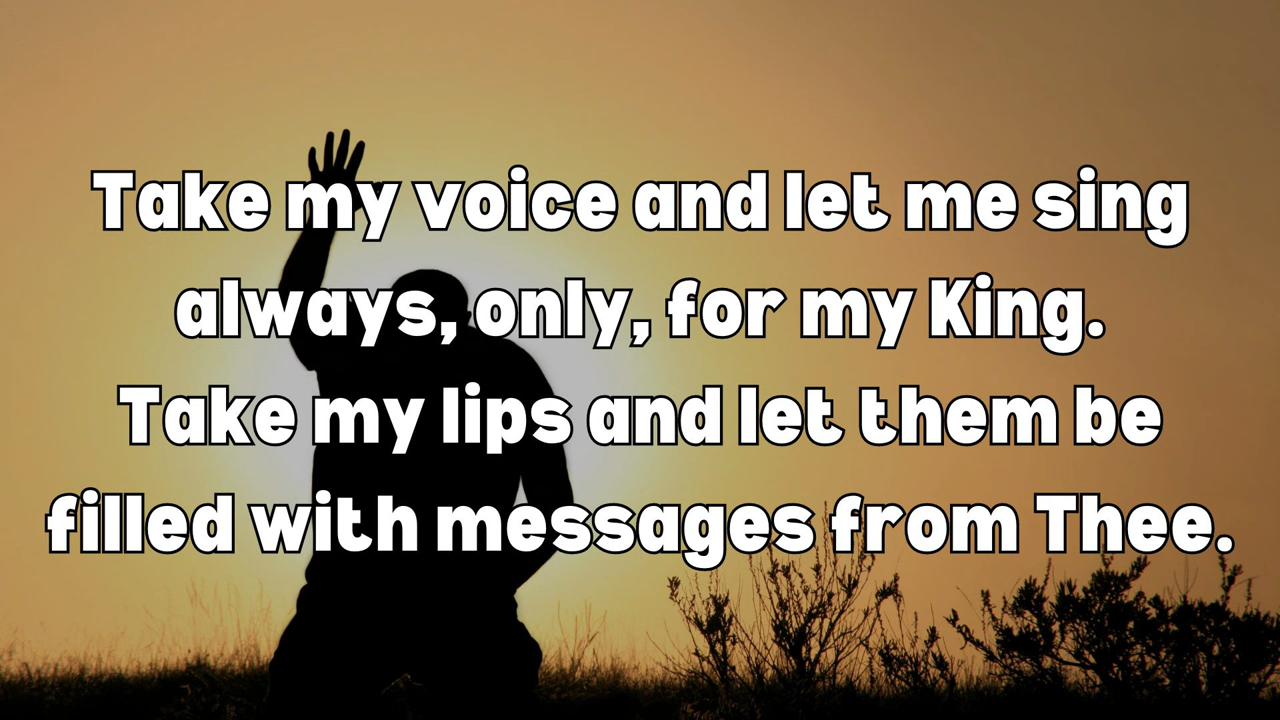 Take my voice and let me sing
always, only, for my King.
Take my lips and let them be
filled with messages from Thee.